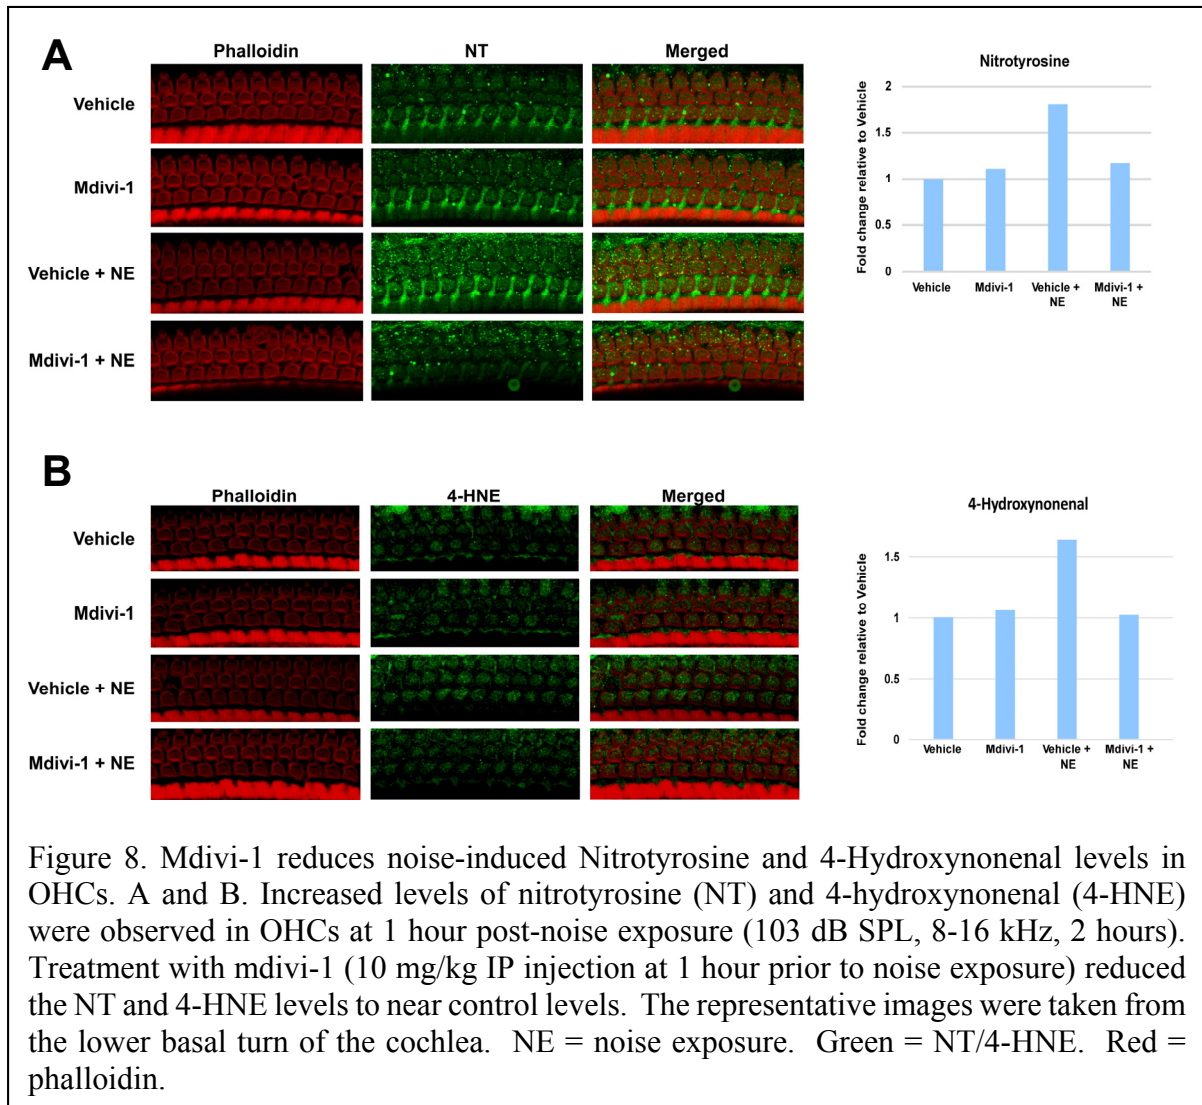 A
Phalloidin
NT
Merged
Vehicle
Mdivi-1
Vehicle + NE
Mdivi-1 + NE
Nitrotyrosine
Fold change relative to Vehicle
2
1.5
1
0.5
0
Vehicle
Mdivi-1
Vehicle +
NE
Mdivi-1 +
NE
B
Phalloidin
4-HNE
Merged
Vehicle
Mdivi-1
Vehicle + NE
Mdivi-1 + NE
4-Hydroxynonenal
Fold change relative to Vehicle
1.5
1
0.5
0
Vehicle
Mdivi-1
Vehicle +
NE
Mdivi-1 +
NE
Figure 8. Mdivi-1 reduces noise-induced Nitrotyrosine and 4-Hydroxynonenal levels in
OHCs. A and B. Increased levels of nitrotyrosine (NT) and 4-hydroxynonenal (4-HNE)
were observed in OHCs at 1 hour post-noise exposure (103 dB SPL, 8-16 kHz, 2 hours).
Treatment with mdivi-1 (10 mg/kg IP injection at 1 hour prior to noise exposure) reduced
the NT and 4-HNE levels to near control levels. The representative images were taken from
the lower basal turn of the cochlea. NE = noise exposure. Green = NT/4-HNE. Red =
phalloidin.